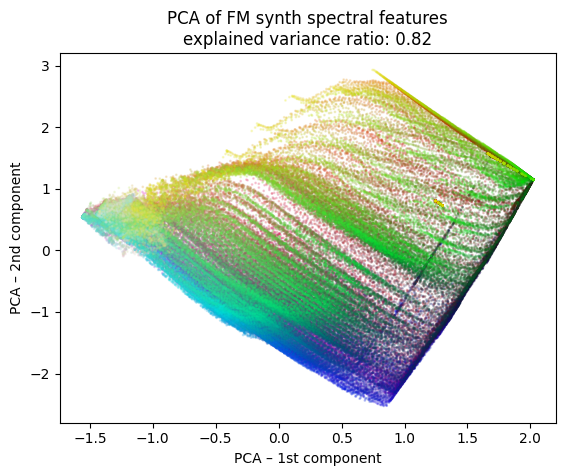 PCA of FM synth spectral features
explained variance ratio: 0.82
3
2
1
0
−1
−2
PCA – 2nd component
−1.5 −1.0 −0.5 0.0 0.5 1.0 1.5 2.0
PCA – 1st component